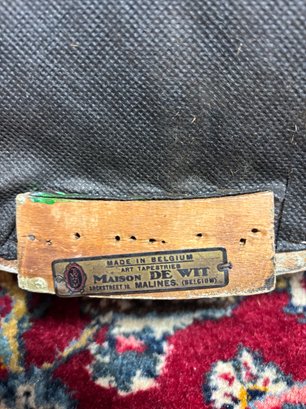 MADE IN BELGIUM
ART TAPESTRIES
MAISON DE WIT
MALINES. (BELGIUM)